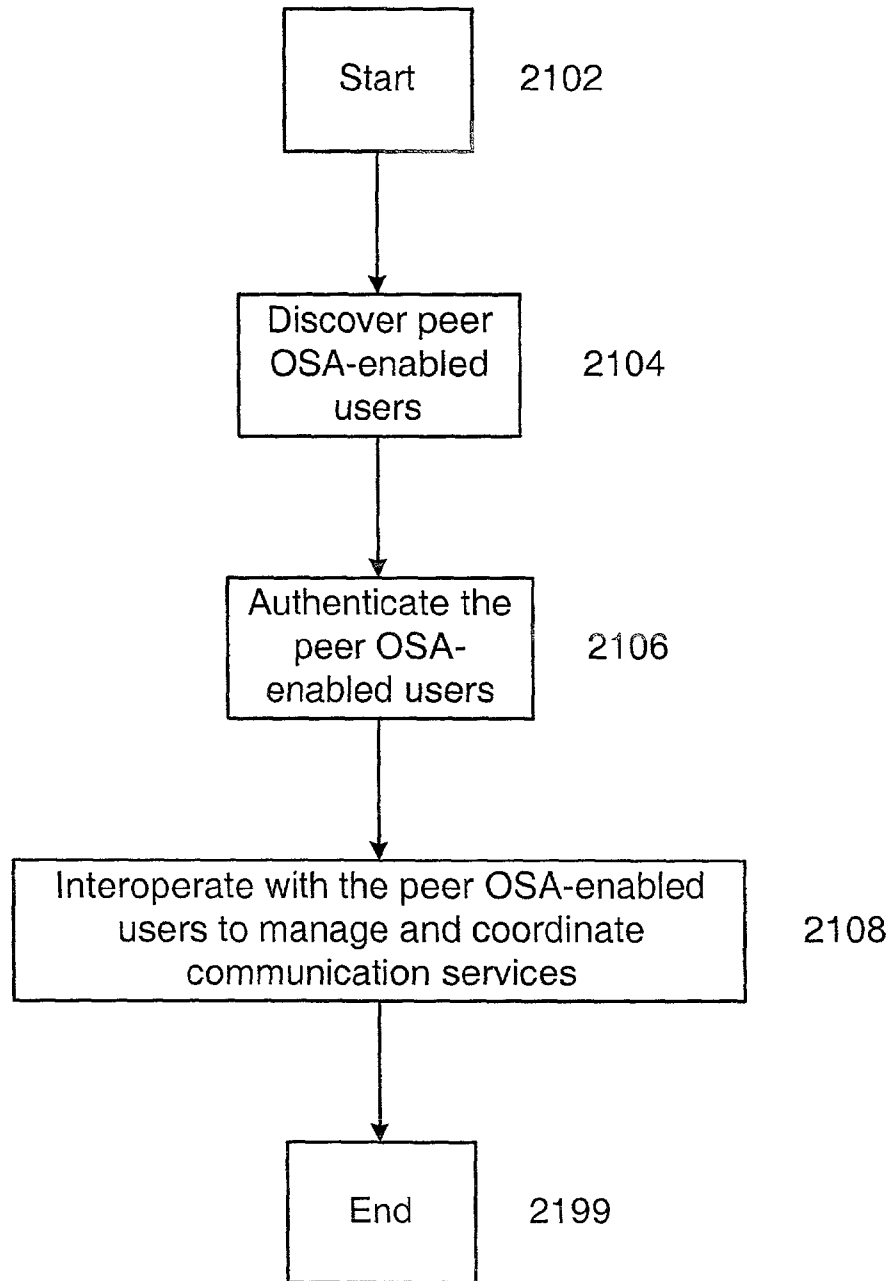 Start 2102
Discover peer
OSA-enabled 2104
users
Authenticate the
peer OSA- 2106
enabled users
Interoperate with the peer OSA-enabled
users to manage and coordinate 2108
communication services
End 2199